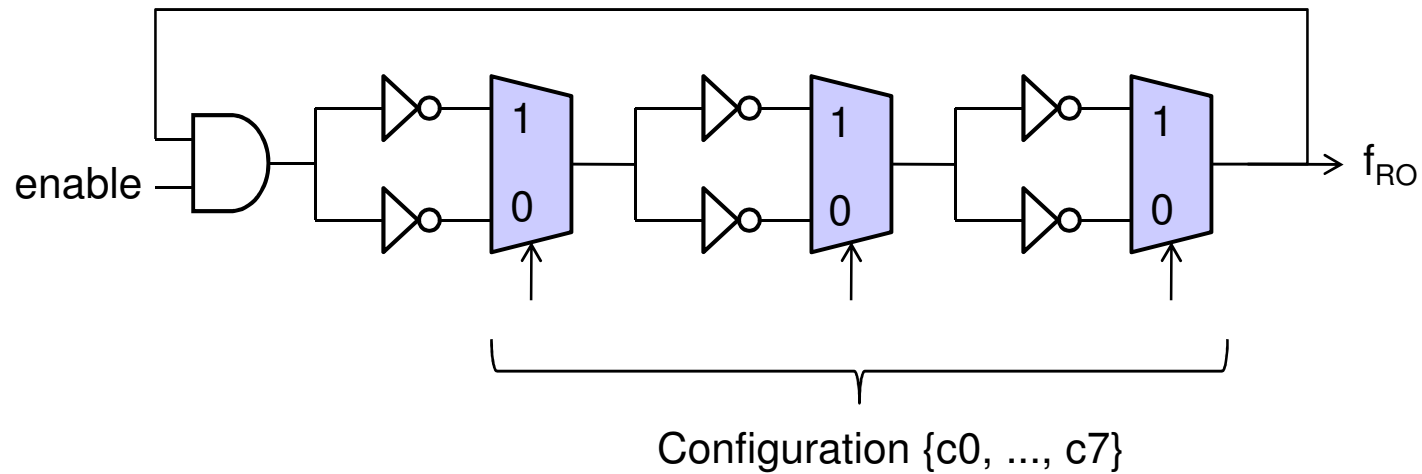 1
1
1
enable
f_RO
0
0
0
Configuration {c0, ..., c7}